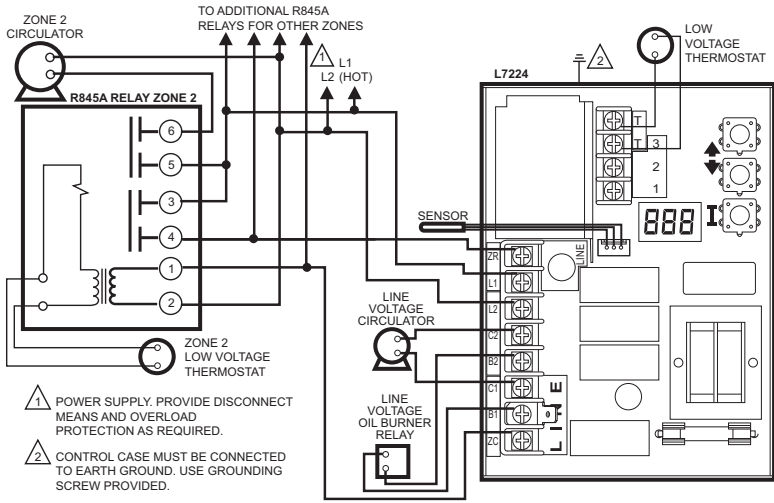 ZONE 2
CIRCULATOR
TO ADDITIONAL R845A
RELAYS FOR OTHER ZONES
1
L1
L2 (HOT)
2
LOW
VOLTAGE
THERMOSTAT
L7224
R845A RELAY ZONE 2
6
5
3
4
1
2
T
T
3
2
1
888
SENSOR
LINE
ZR
L1
L2
C2
B2
C1
B1
ZC
LINE
LINE
VOLTAGE
CIRCULATOR
ZONE 2
LOW VOLTAGE
THERMOSTAT
LINE
VOLTAGE
OIL BURNER
RELAY
1 POWER SUPPLY. PROVIDE DISCONNECT
MEANS AND OVERLOAD
PROTECTION AS REQUIRED.
2 CONTROL CASE MUST BE CONNECTED
TO EARTH GROUND. USE GROUNDING
SCREW PROVIDED.